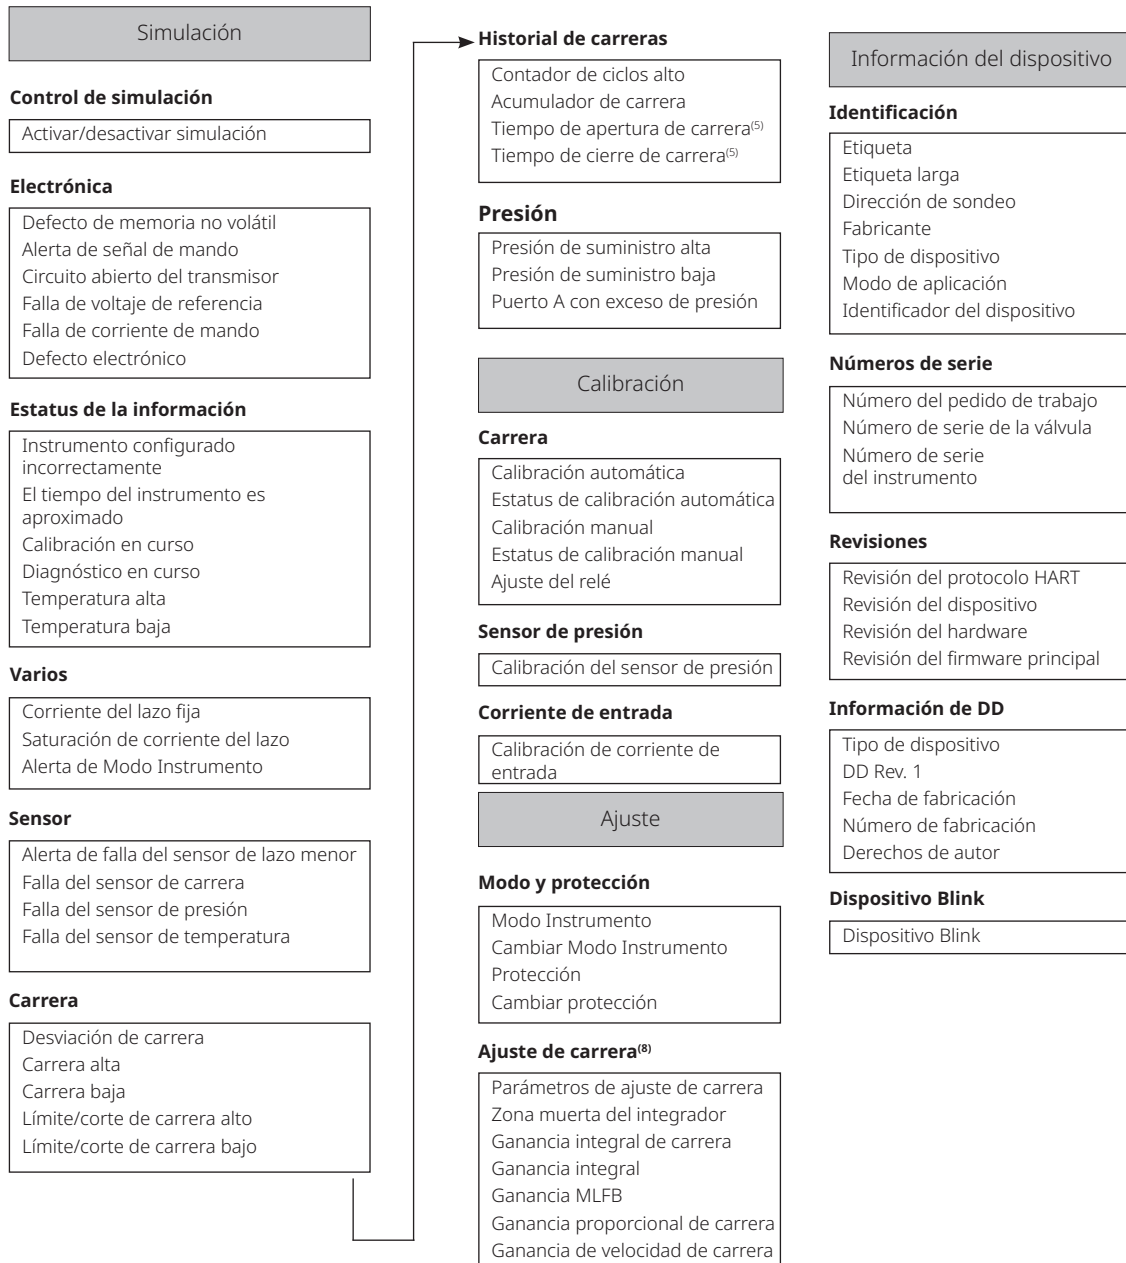 Simulación
Control de simulación
Activar/desactivar simulación
Electrónica
Defecto de memoria no volátil
Alerta de señal de mando
Circuito abierto del transmisor
Falla de voltaje de referencia
Falla de corriente de mando
Defecto electrónico
Estatus de la información
Instrumento configurado
incorrectamente
El tiempo del instrumento es
aproximado
Calibración en curso
Diagnóstico en curso
Temperatura alta
Temperatura baja
Varios
Corriente del lazo fija
Saturación de corriente del lazo
Alerta de Modo Instrumento
Sensor
Alerta de falla del sensor de lazo menor
Falla del sensor de carrera
Falla del sensor de presión
Falla del sensor de temperatura
Carrera
Desviación de carrera
Carrera alta
Carrera baja
Límite/corte de carrera alto
Límite/corte de carrera bajo
Historial de carreras
Contador de ciclos alto
Acumulador de carrera
Tiempo de apertura de carrera(5)
Tiempo de cierre de carrera(5)
Presión
Presión de suministro alta
Presión de suministro baja
Puerto A con exceso de presión
Calibración
Carrera
Calibración automática
Estatus de calibración automática
Calibración manual
Estatus de calibración manual
Ajuste del relé
Sensor de presión
Calibración del sensor de presión
Corriente de entrada
Calibración de corriente de
entrada
Ajuste
Modo y protección
Modo Instrumento
Cambiar Modo Instrumento
Protección
Cambiar protección
Ajuste de carrera(8)
Parámetros de ajuste de carrera
Zona muerta del integrador
Ganancia integral de carrera
Ganancia integral
Ganancia MLFB
Ganancia proporcional de carrera
Ganancia de velocidad de carrera
Información del dispositivo
Identificación
Etiqueta
Etiqueta larga
Dirección de sondeo
Fabricante
Tipo de dispositivo
Modo de aplicación
Identificador del dispositivo
Números de serie
Número del pedido de trabajo
Número de serie de la válvula
Número de serie
del instrumento
Revisiones
Revisión del protocolo HART
Revisión del dispositivo
Revisión del hardware
Revisión del firmware principal
Información de DD
Tipo de dispositivo
DD Rev. 1
Fecha de fabricación
Número de fabricación
Derechos de autor
Dispositivo Blink
Dispositivo Blink